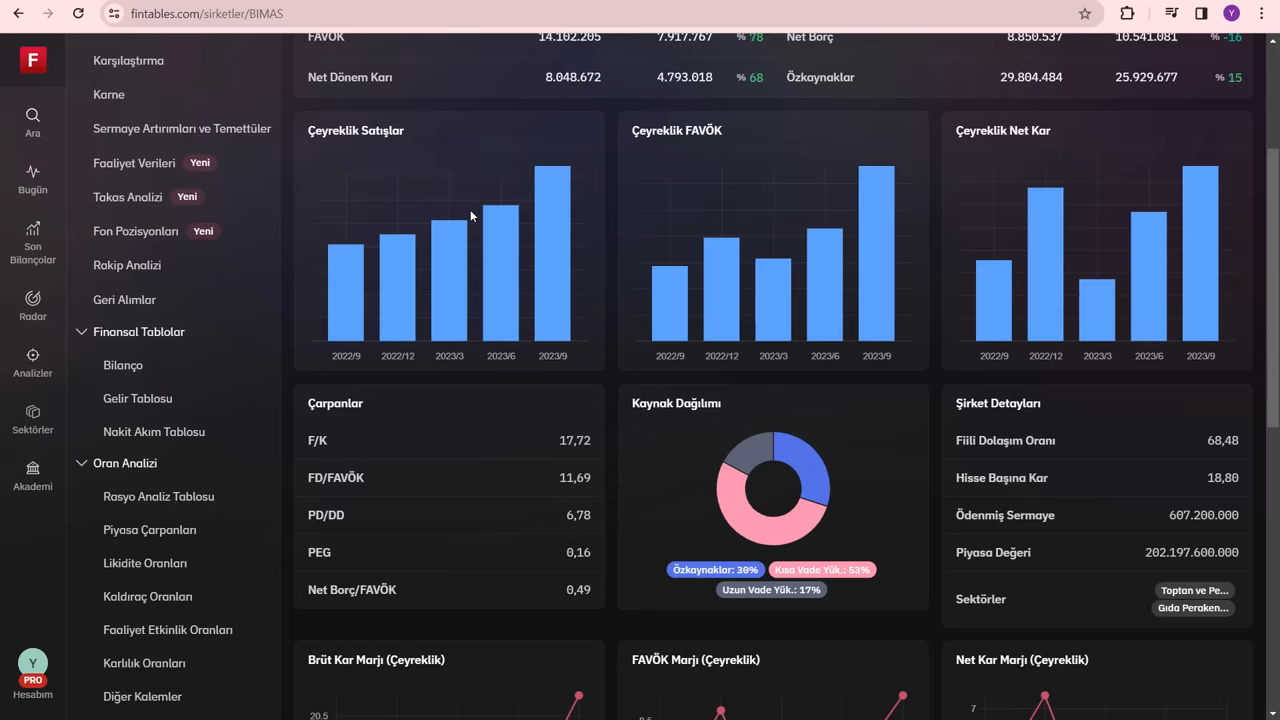 fintables.com/sirketler/BIMAS
Y
F
Ara
Bugün
Son
Bilançolar
Radar
Analizler
Sektörler
Akademi
Y
PRO
Hesabım
Karşılaştırma
Karne
Sermaye Artırımları ve Temettüler
Faaliyet Verileri Yeni
Takas Analizi Yeni
Fon Pozisyonları Yeni
Rakip Analizi
Geri Alımlar
Finansal Tablolar
Bilanço
Gelir Tablosu
Nakit Akım Tablosu
Oran Analizi
Rasyo Analiz Tablosu
Piyasa Çarpanları
Likidite Oranları
Kaldıraç Oranları
Faaliyet Etkinlik Oranları
Karlılık Oranları
Diğer Kalemler
FAVÖK 14.102.205 7.917.767 % 78 Net Borç 8.850.537 10.541.081 % -16
Net Dönem Karı 8.048.672 4.793.018 % 68 Özkaynaklar 29.804.484 25.929.677 % 15
Çeyreklik Satışlar
2022/9 2022/12 2023/3 2023/6 2023/9
Çeyreklik FAVÖK
2022/9 2022/12 2023/3 2023/6 2023/9
Çeyreklik Net Kar
2022/9 2022/12 2023/3 2023/6 2023/9
Çarpanlar
F/K 17,72
FD/FAVÖK 11,69
PD/DD 6,78
PEG 0,16
Net Borç/FAVÖK 0,49
Kaynak Dağılımı
Özkaynaklar: 30% Kısa Vade Yük.: 53%
Uzun Vade Yük.: 17%
Şirket Detayları
Fiili Dolaşım Oranı 68,48
Hisse Başına Kar 18,80
Ödenmiş Sermaye 607.200.000
Piyasa Değeri 202.197.600.000
Sektörler Toptan ve Pe...
Gıda Peraken...
Brüt Kar Marjı (Çeyreklik)
20.5
FAVÖK Marjı (Çeyreklik)
Net Kar Marjı (Çeyreklik)
7